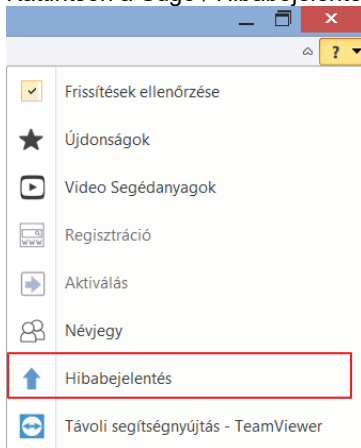 ?
Frissítések ellenőrzése
Újdonságok
Video Segédanyagok
Regisztráció
Aktiválás
Névjegy
Hibabejelentés
Távoli segítségnyújtás - TeamViewer